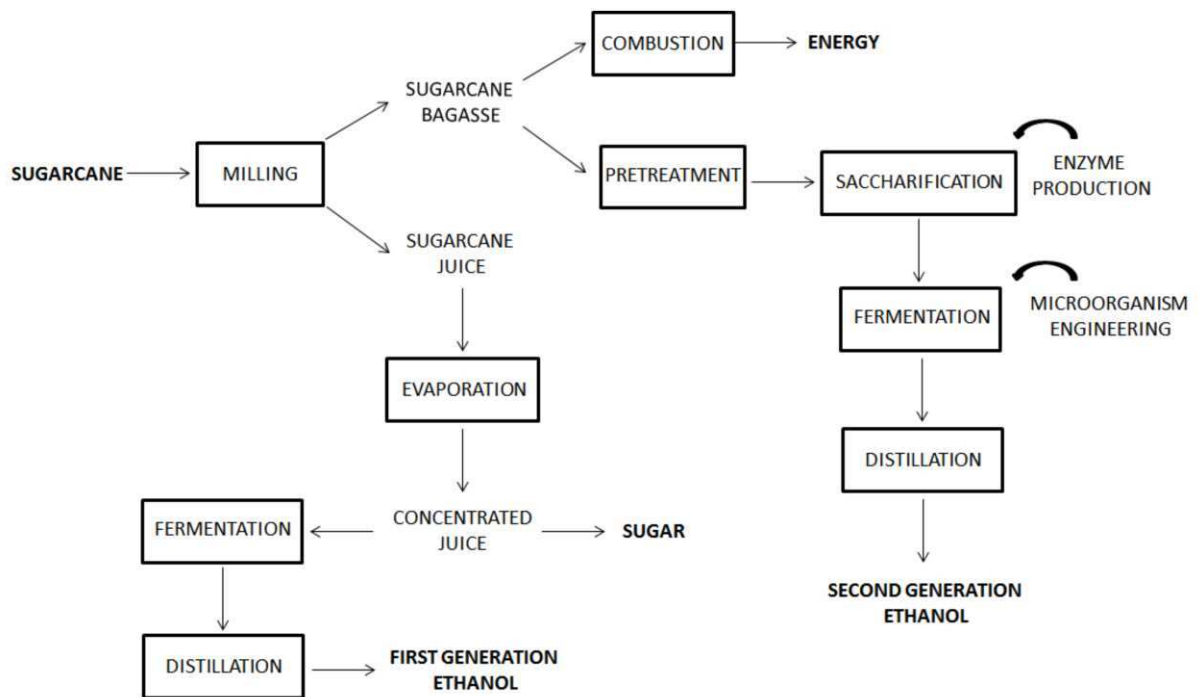 COMBUSTION
ENERGY
SUGARCANE
BAGASSE
SUGARCANE
MILLING
PRETREATMENT
SACCHARIFICATION
ENZYME
PRODUCTION
SUGARCANE
JUICE
FERMENTATION
MICROORGANISM
ENGINEERING
EVAPORATION
DISTILLATION
FERMENTATION
CONCENTRATED
JUICE
SUGAR
SECOND GENERATION
ETHANOL
DISTILLATION
FIRST GENERATION
ETHANOL